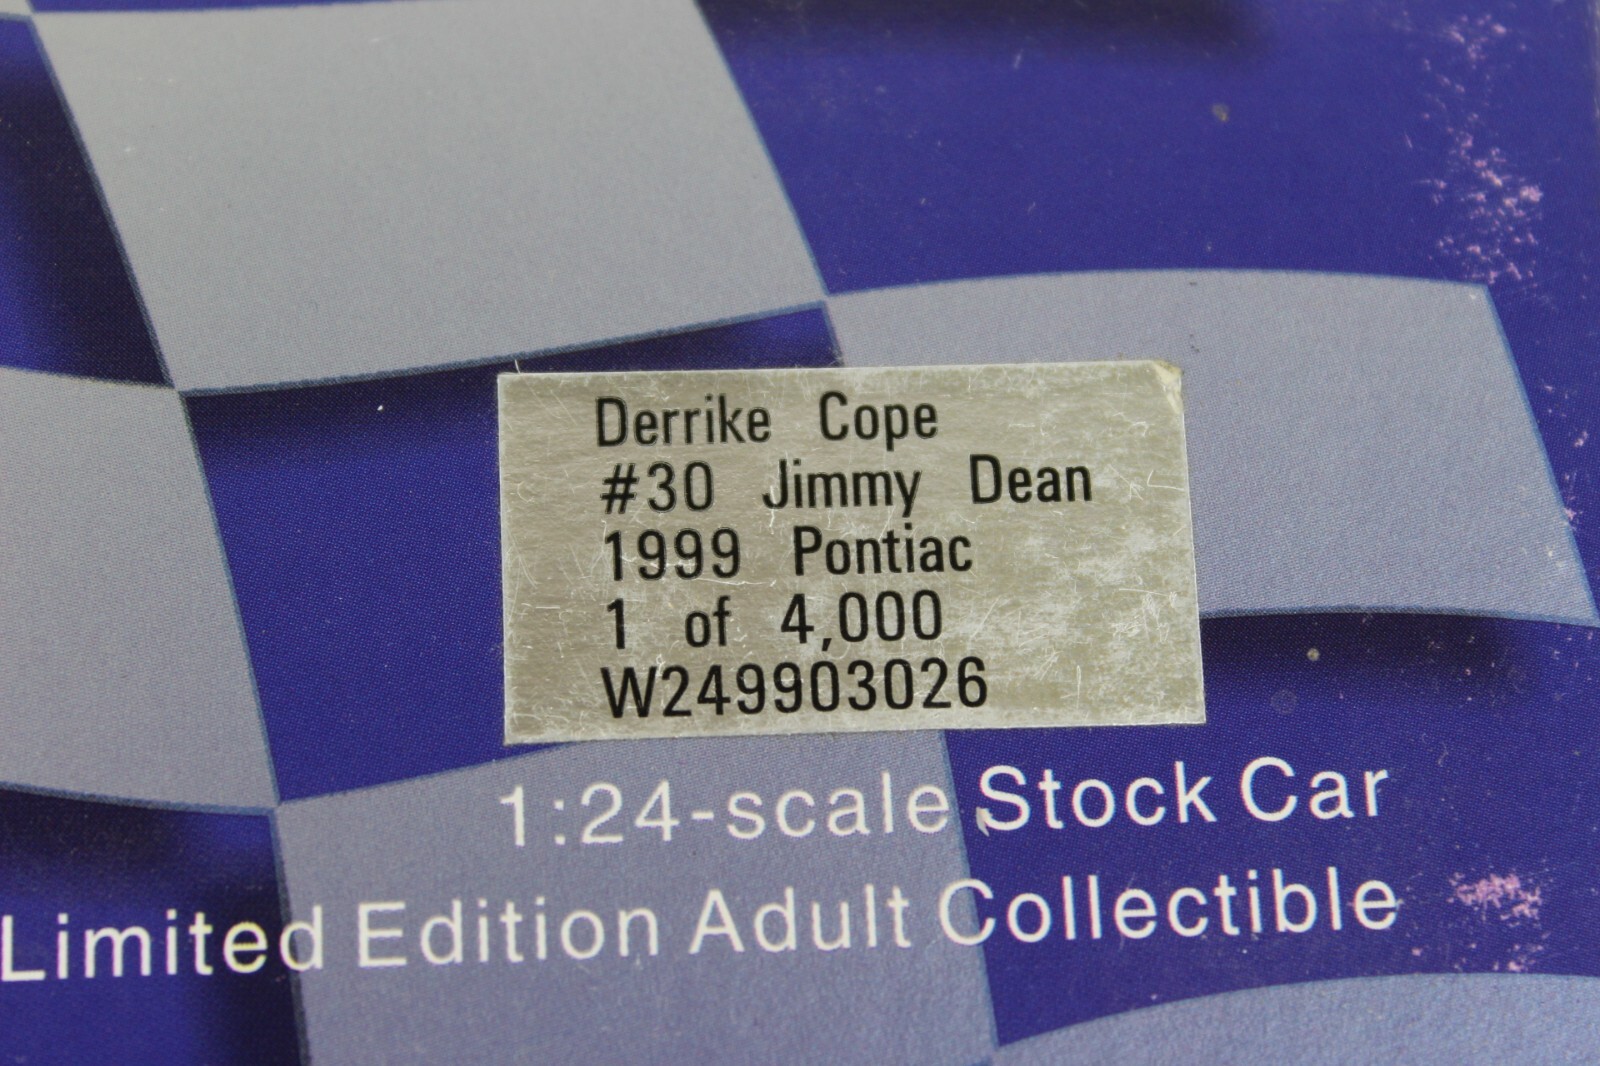 Derrike Cope
#30 Jimmy Dean
1999 Pontiac
1 of 4,000
W249903026
1:24-scale Stock Car
Limited Edition Adult Collectible